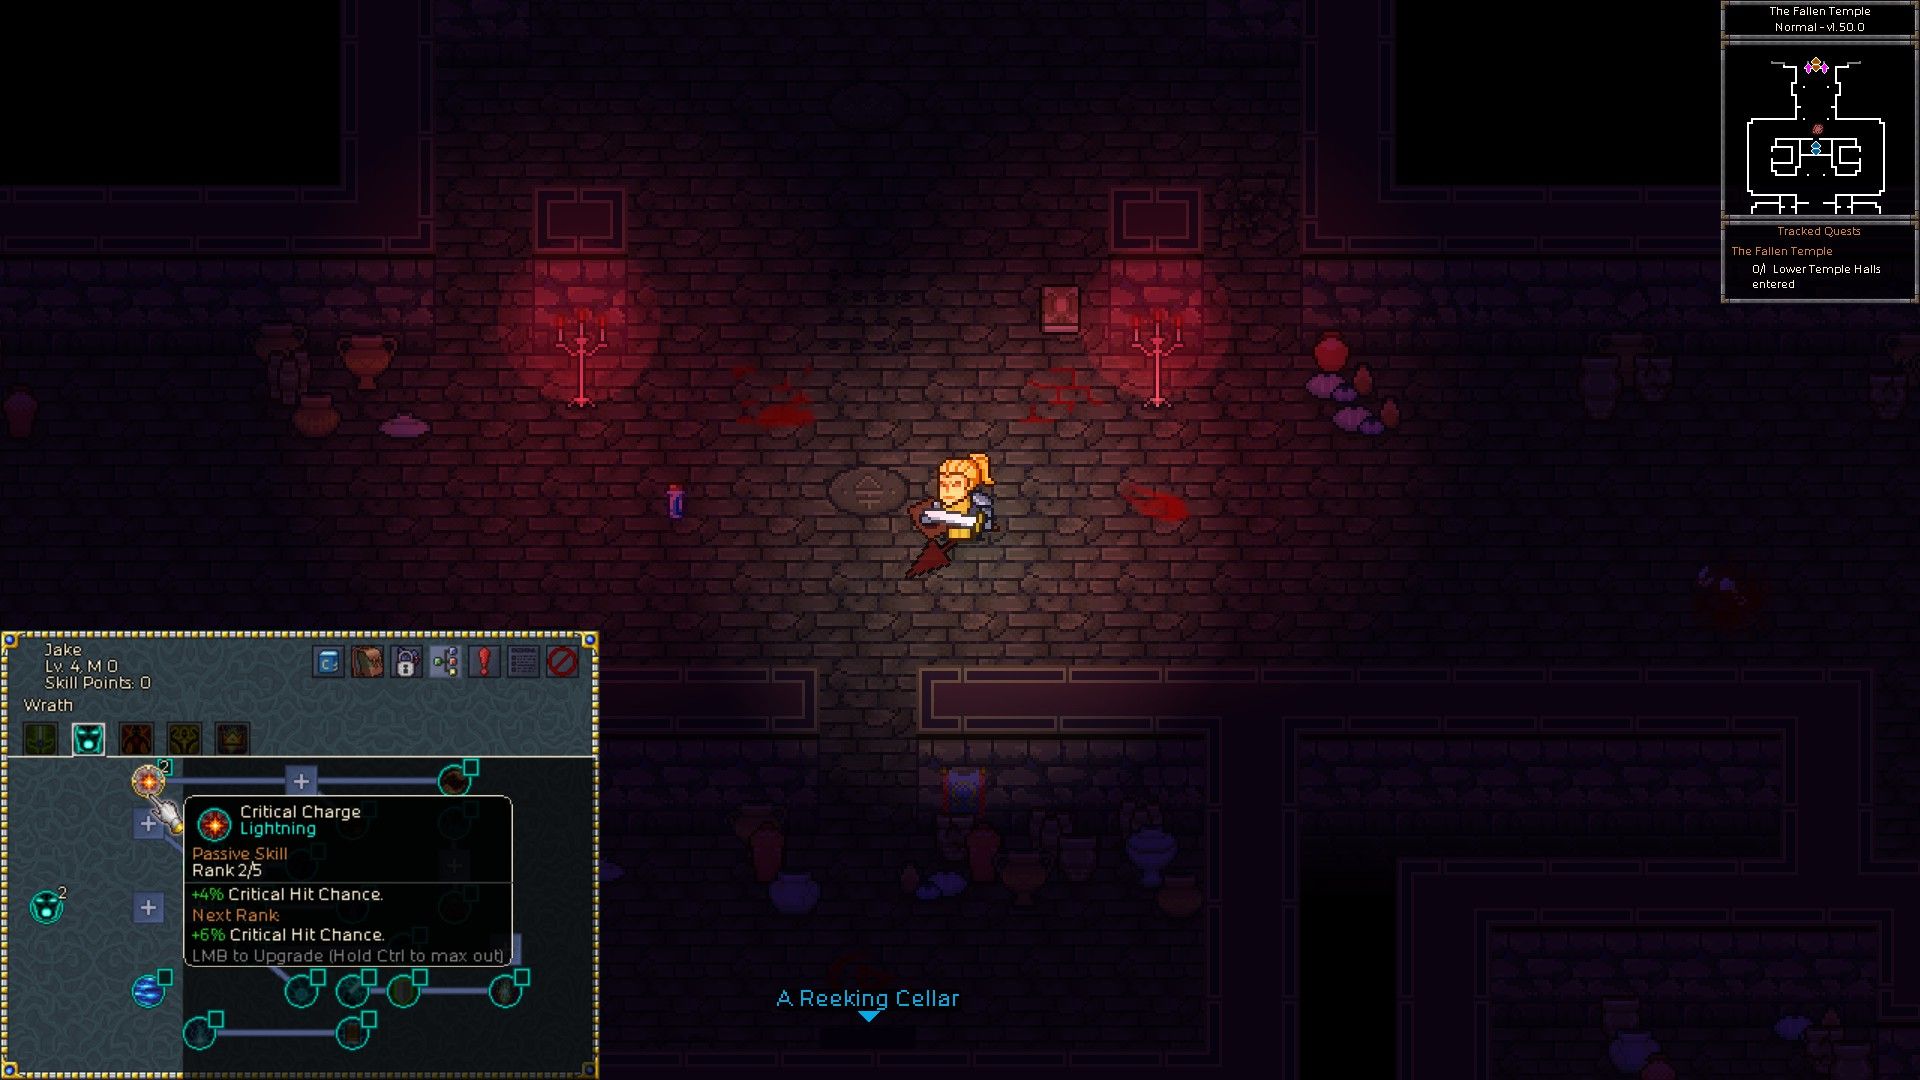 The Fallen Temple
Normal - v1.50.0
Tracked Quests
The Fallen Temple
0/1 Lower Temple Halls
entered
Jake
Lv. 4, M 0
Skill Points: 0
Wrath
2
Critical Charge
Lightning
Passive Skill
Rank 2/5
+4% Critical Hit Chance.
Next Rank
+6% Critical Hit Chance.
LMB to Upgrade (Hold Ctrl to max out)
2
A Reeking Cellar